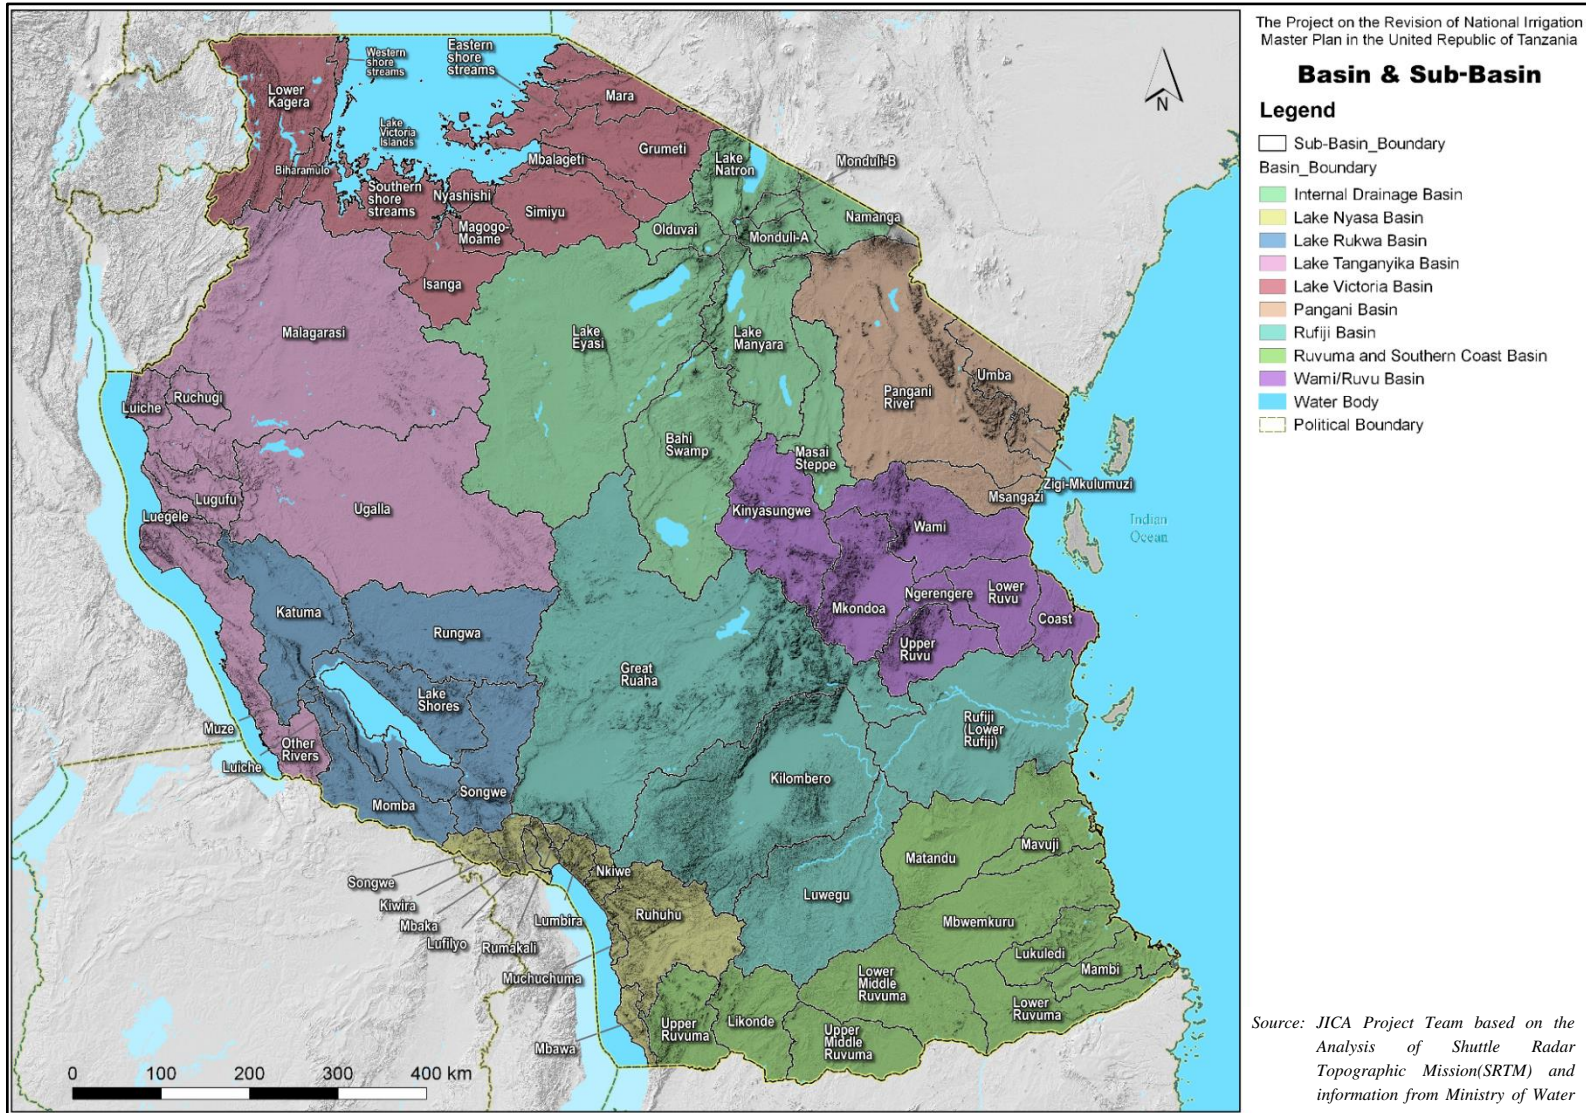 The Project on the Revision of National Irrigation
Master Plan in the United Republic of Tanzania
Basin & Sub-Basin
Legend
Sub-Basin_Boundary
Basin_Boundary
Internal Drainage Basin
Lake Nyasa Basin
Lake Rukwa Basin
Lake Tanganyika Basin
Lake Victoria Basin
Pangani Basin
Rufiji Basin
Ruvuma and Southern Coast Basin
Wami/Ruvu Basin
Water Body
Political Boundary
N
Western
shore
streams
Eastern
shore
streams
Lower
Kagera
Mara
Lake
Victoria
Islands
Grumeti
Mbalageti
Biharamulo
Lake
Natron
Monduli-B
Southern
shore
streams
Nyashishi
Simiyu
Magogo-
Moame
Olduvai
Monduli-A
Namanga
Isanga
Malagarasi
Lake
Eyasi
Lake
Manyara
Luiche
Ruchugi
Pangani
River
Umba
Bahi
Swamp
Masai
Steppe
Zigi-Mkulumuzi
Msangazi
Lugufu
Ugalla
Luegele
Kinyasungwe
Wami
Indian
Ocean
Katuma
Rungwa
Mkondoa
Ngerengere
Lower
Ruvu
Coast
Upper
Ruvu
Great
Ruaha
Lake
Shores
Muze
Other
Rivers
Luiche
Rufiji
(Lower
Rufiji)
Kilombero
Momba
Songwe
Matandu
Mavuji
Songwe
Kiwira
Mbaka
Lufilyo
Rumakali
Lumbira
Nkiwe
Ruhuhu
Luwegu
Mbwemkuru
Muchuchuma
Lukuledi
Mambi
Lower
Middle
Ruvuma
Lower
Ruvuma
Upper
Ruvuma
Likonde
Upper
Middle
Ruvuma
Mbawa
0 100 200 300 400 km
Source: JICA Project Team based on the
Analysis of Shuttle Radar
Topographic Mission(SRTM) and
information from Ministry of Water